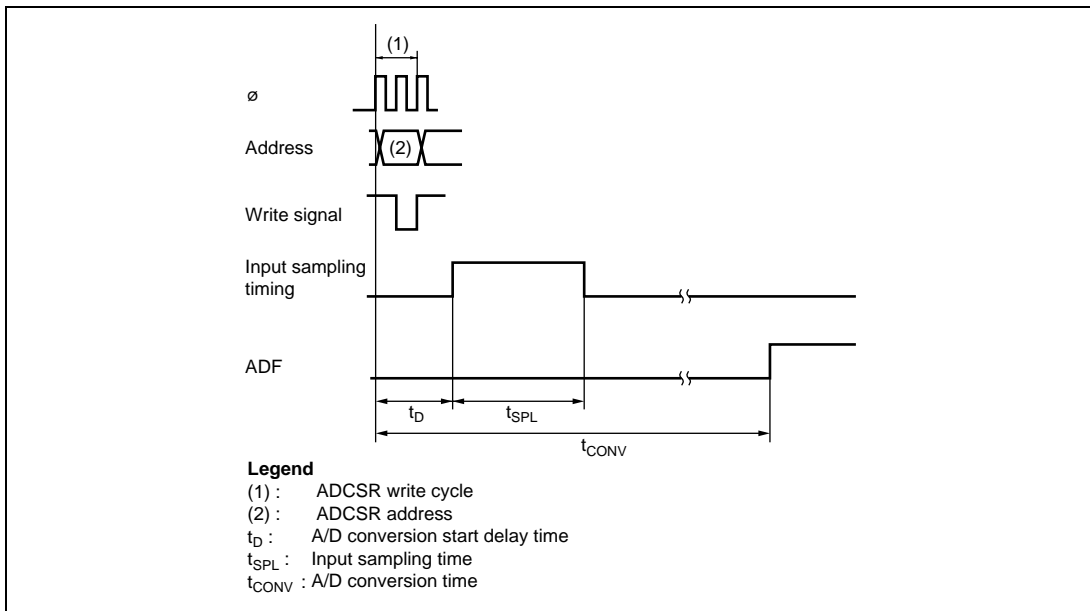 (1)
ø
Address
(2)
Write signal
Input sampling
timing
ADF
tD
tSPL
tCONV
Legend
(1) : ADCSR write cycle
(2) : ADCSR address
tD : A/D conversion start delay time
tSPL : Input sampling time
tCONV : A/D conversion time